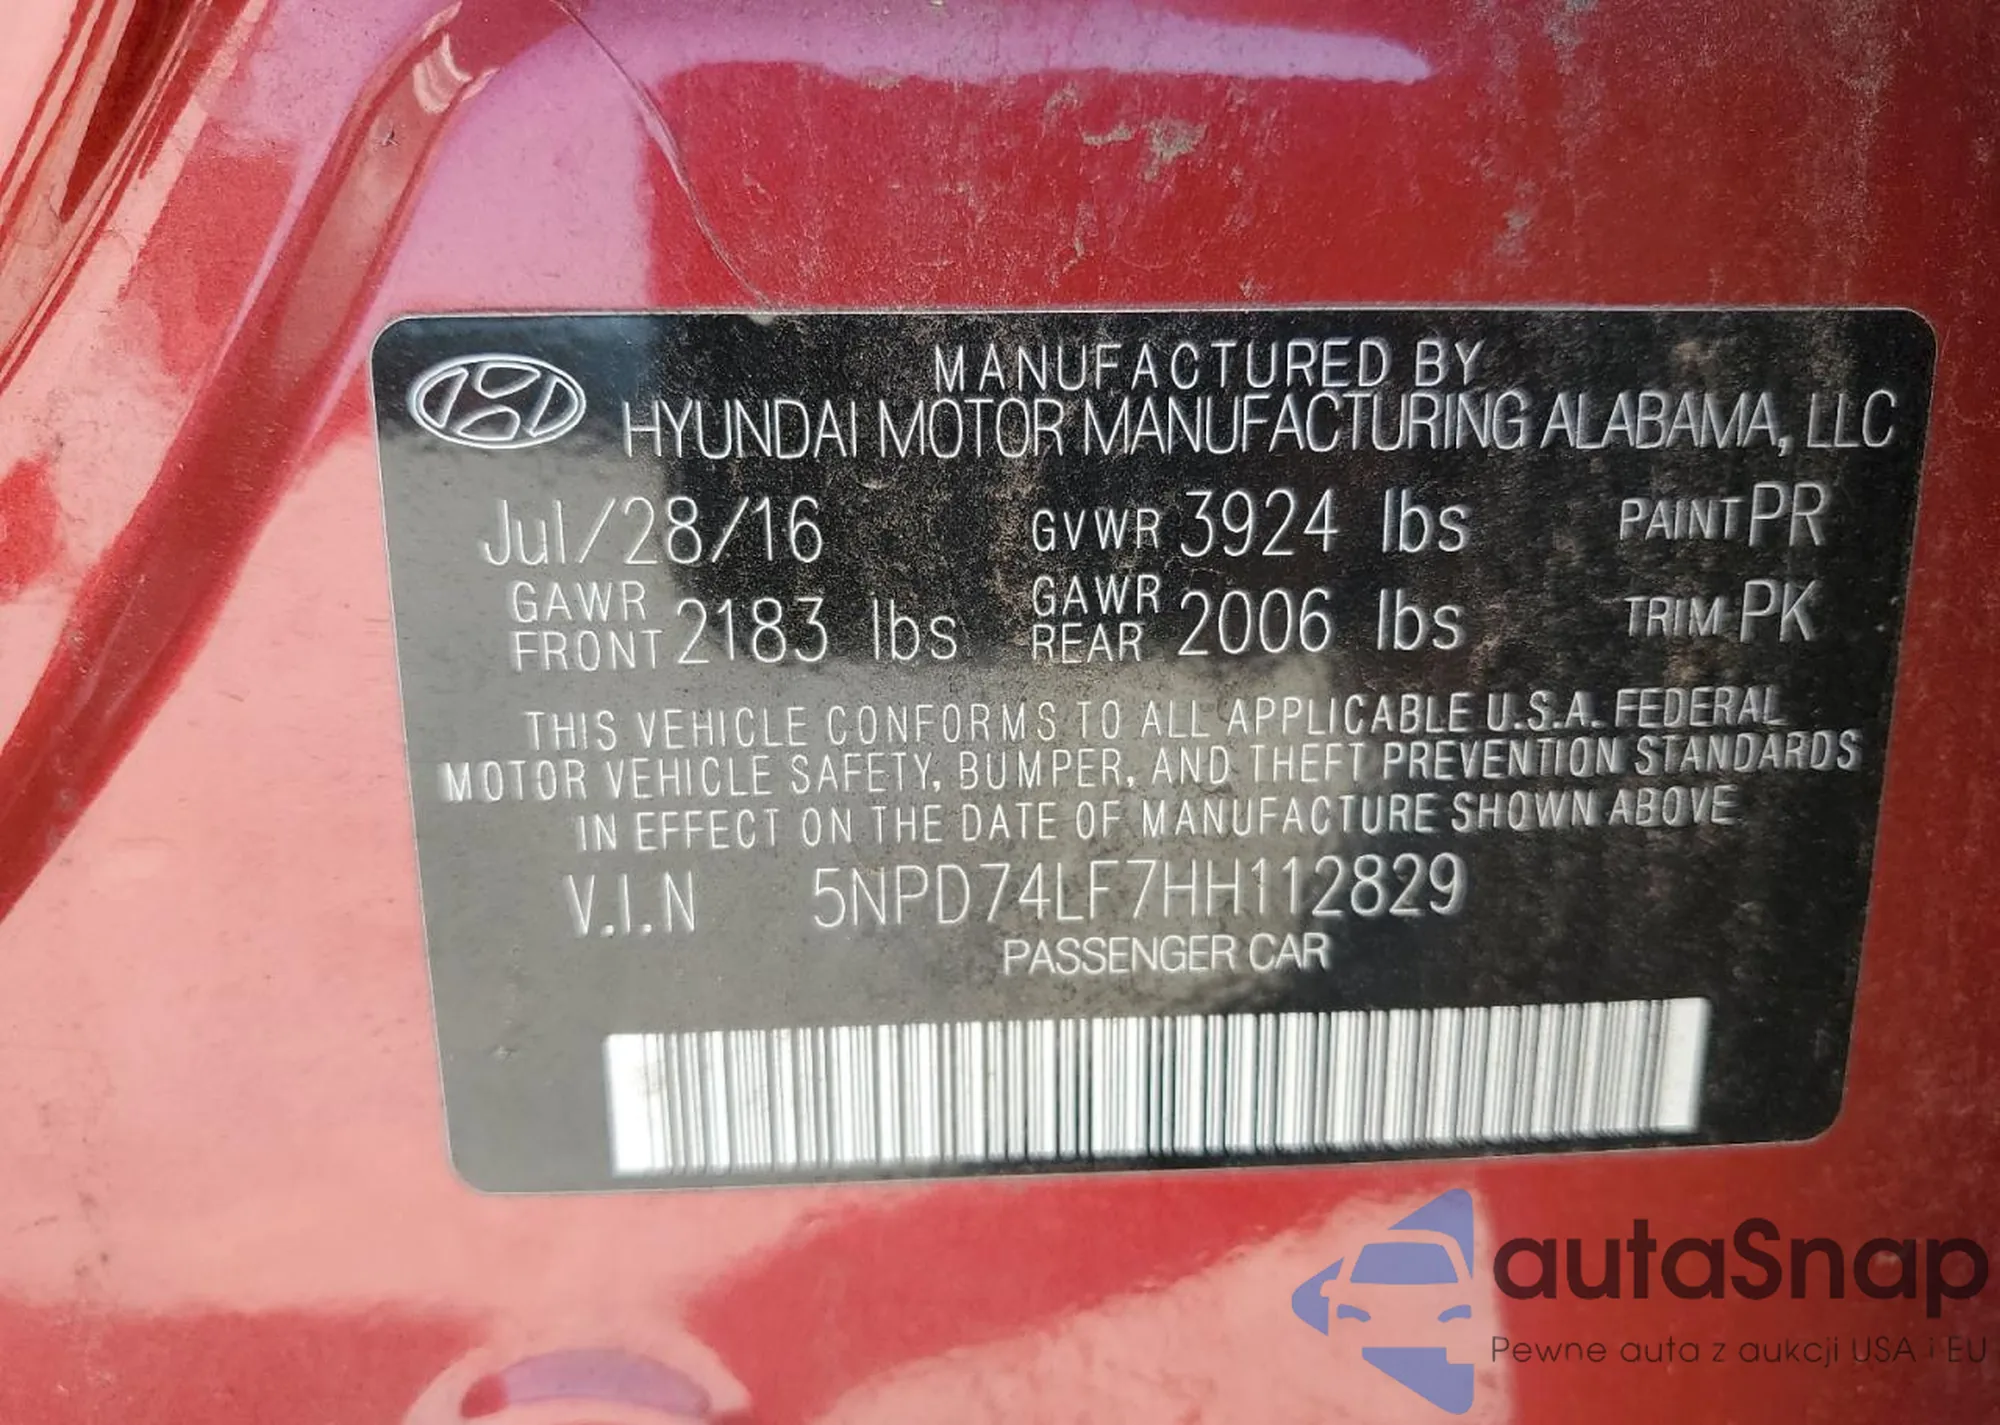 MANUFACTURED BY
HYUNDAI MOTOR MANUFACTURING ALABAMA, LLC
Jul/28/16 GVWR 3924 lbs PAINT PR
GAWR FRONT 2183 lbs GAWR REAR 2006 lbs TRIM PK
THIS VEHICLE CONFORMS TO ALL APPLICABLE U.S.A. FEDERAL
MOTOR VEHICLE SAFETY, BUMPER, AND THEFT PREVENTION STANDARDS
IN EFFECT ON THE DATE OF MANUFACTURE SHOWN ABOVE
V.I.N 5NPD74LF7HH112829
PASSENGER CAR
autaSnap
Pewne auta z aukcji USA i EU